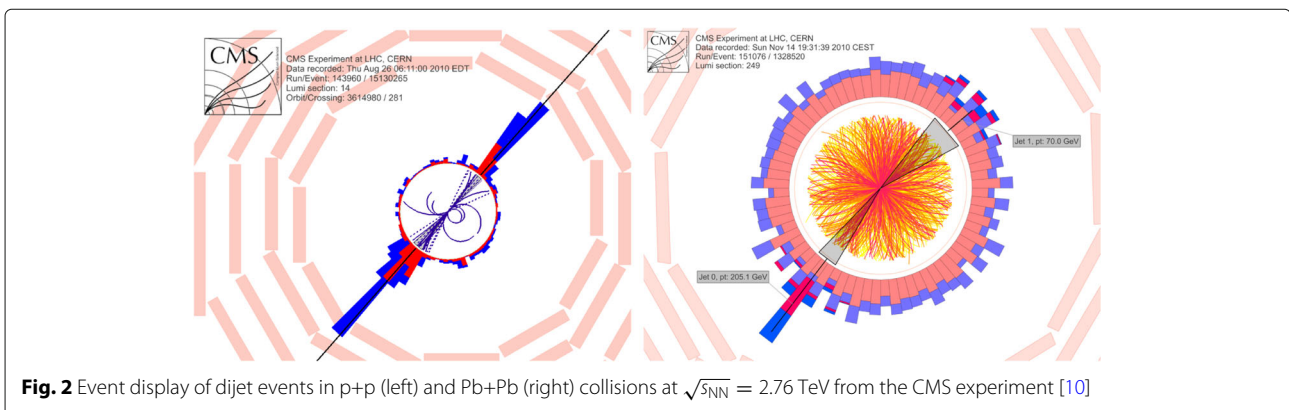 CMS
CMS Experiment at LHC, CERN
Data recorded: Thu Aug 26 06:11:00 2010 EDT
Run/Event: 143960 / 15130265
Lumi section: 14
Orbit/Crossing: 3614980 / 281
CMS
CMS Experiment at LHC, CERN
Data recorded: Sun Nov 14 19:31:39 2010 CEST
Run/Event: 151076 / 1328520
Lumi section: 249
Jet 1, pt: 70.0 GeV
Jet 0, pt: 205.1 GeV
Fig. 2 Event display of dijet events in p+p (left) and Pb+Pb (right) collisions at √sNN = 2.76 TeV from the CMS experiment [10]